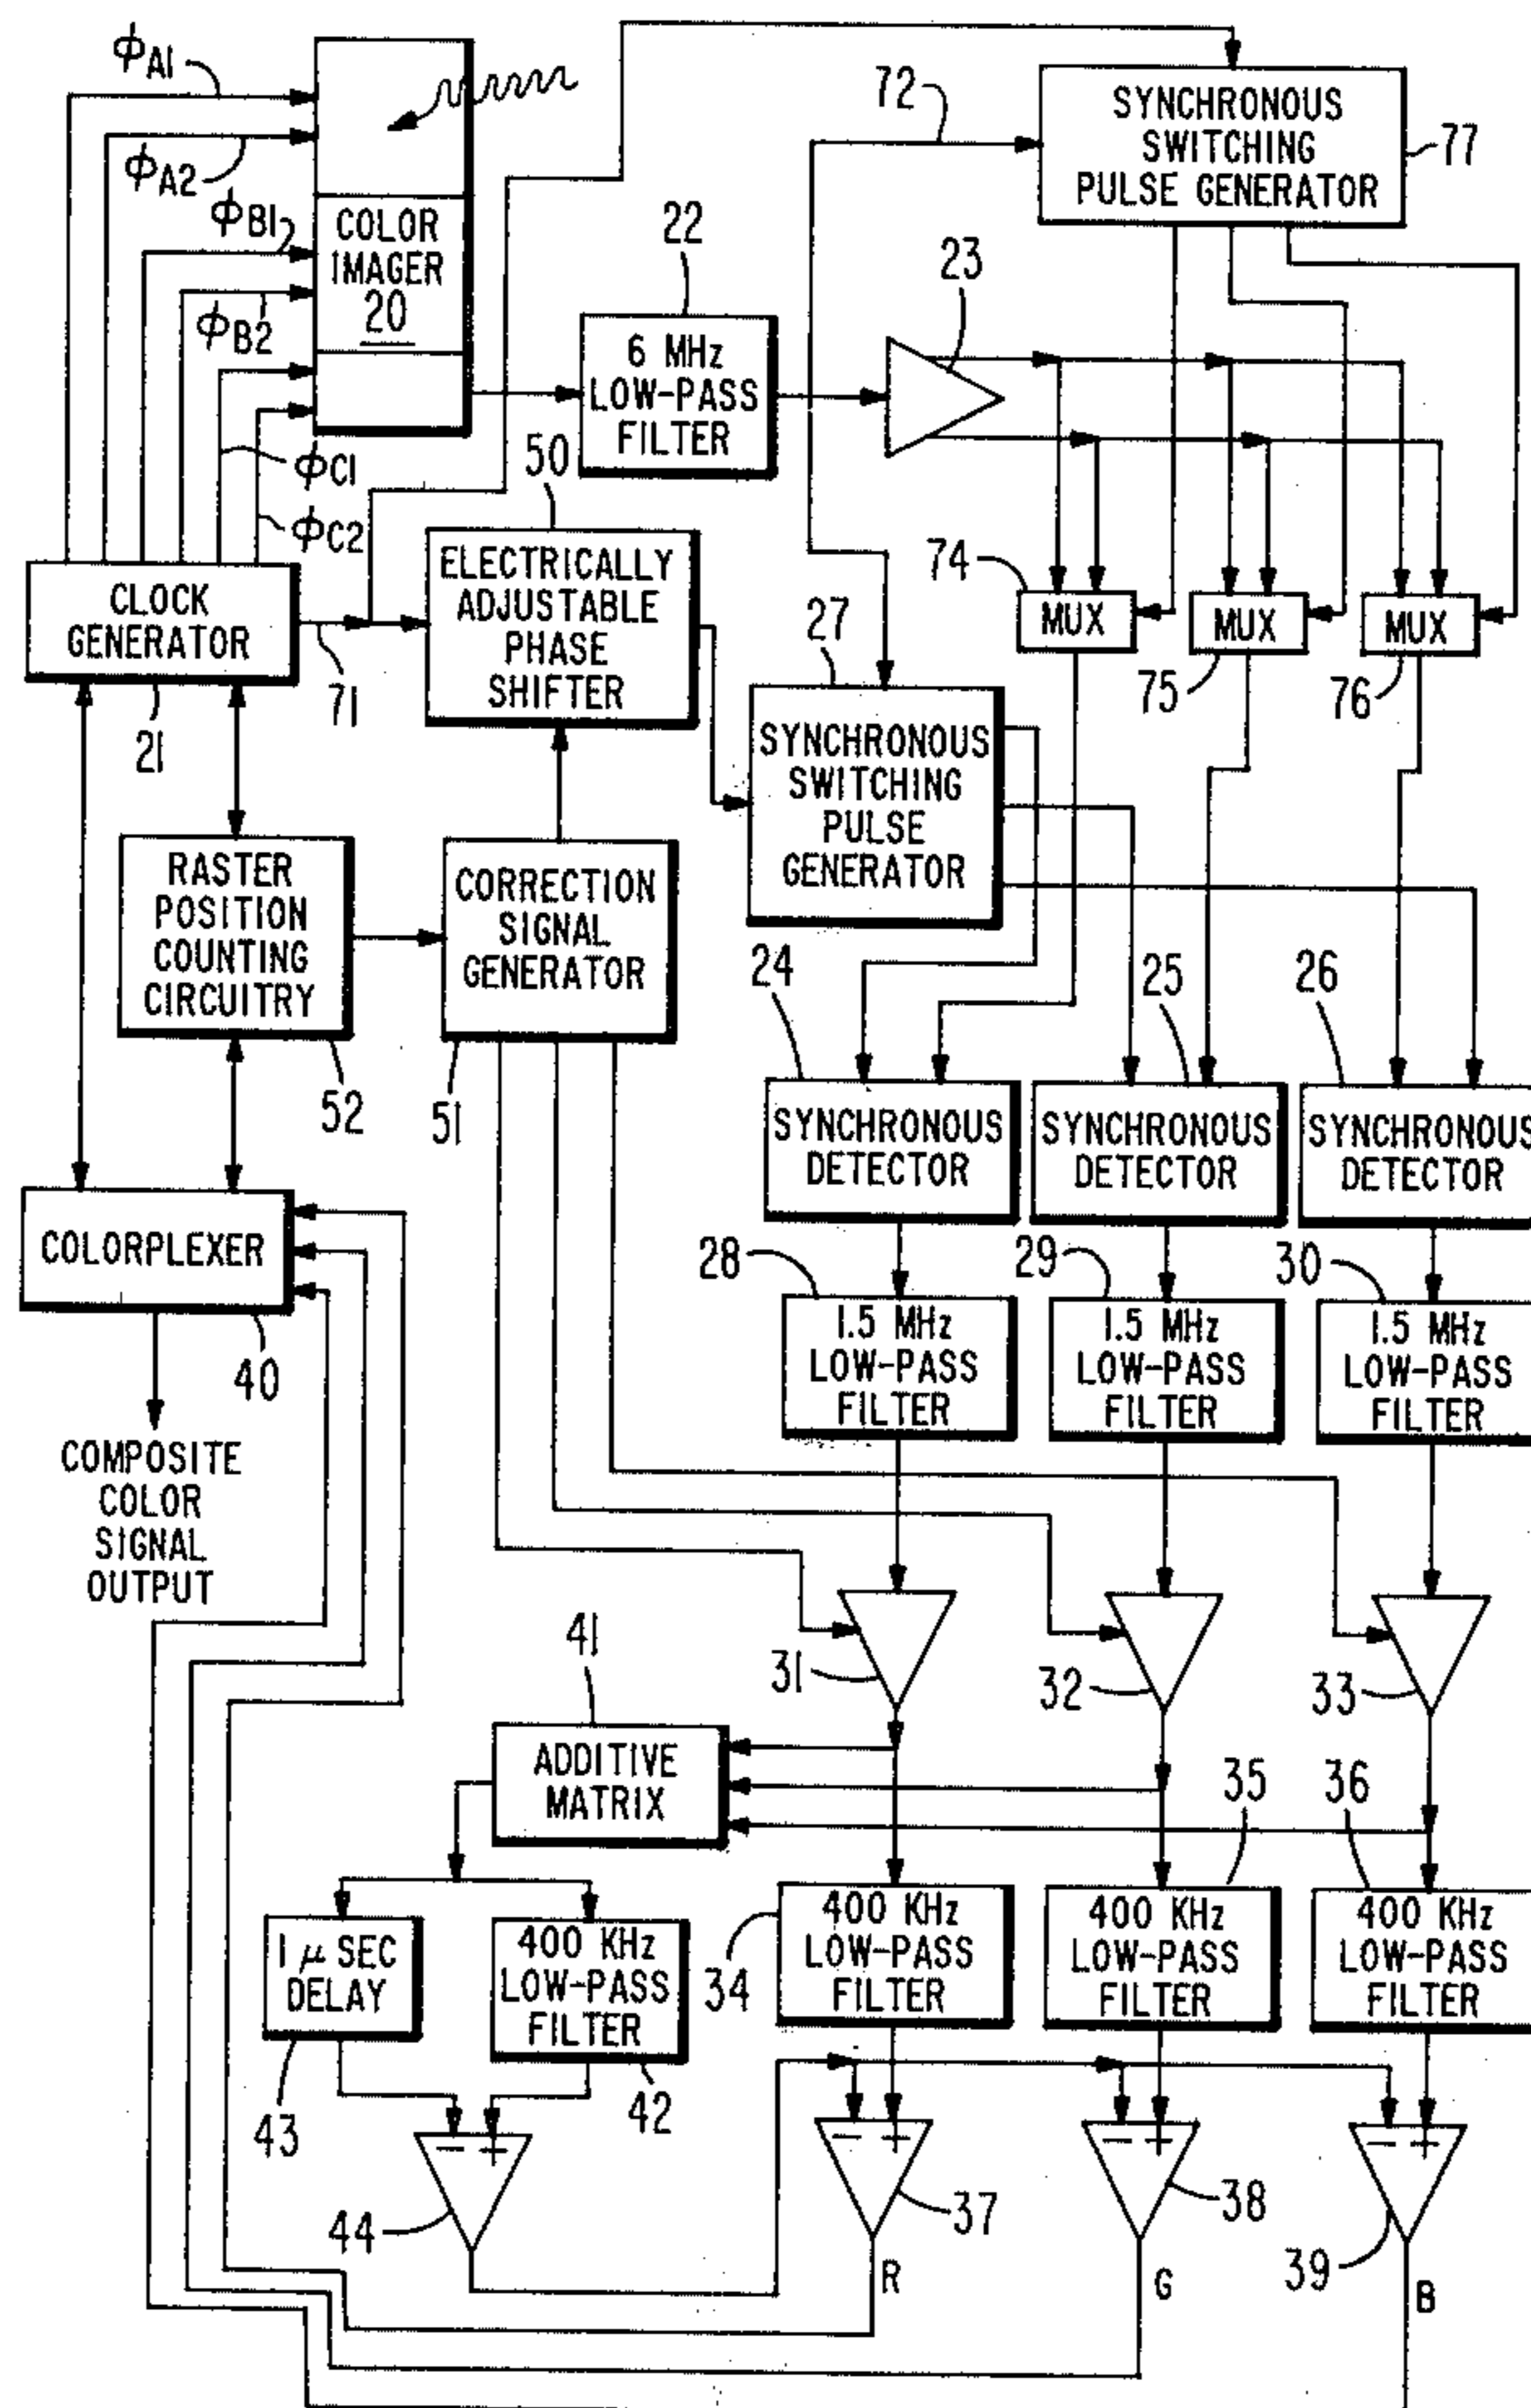 ΦA1
ΦA2
ΦB1
ΦB2
ΦC1
ΦC2
COLOR
IMAGER
20
72
SYNCHRONOUS
SWITCHING
PULSE GENERATOR
77
22
6 MHz
LOW-PASS
FILTER
23
50
ELECTRICALLY
ADJUSTABLE
PHASE
SHIFTER
CLOCK
GENERATOR
21
71
74
MUX
MUX
75
MUX
76
27
SYNCHRONOUS
SWITCHING
PULSE
GENERATOR
RASTER
POSITION
COUNTING
CIRCUITRY
52
CORRECTION
SIGNAL
GENERATOR
51
24
25
26
SYNCHRONOUS
DETECTOR
SYNCHRONOUS
DETECTOR
SYNCHRONOUS
DETECTOR
COLORPLEXER
40
28
29
30
1.5 MHz
LOW-PASS
FILTER
1.5 MHz
LOW-PASS
FILTER
1.5 MHz
LOW-PASS
FILTER
COMPOSITE
COLOR
SIGNAL
OUTPUT
31
32
33
41
ADDITIVE
MATRIX
35
36
1 μ SEC
DELAY
43
400 KHz
LOW-PASS
FILTER
42
34
400 KHz
LOW-PASS
FILTER
400 KHz
LOW-PASS
FILTER
400 KHz
LOW-PASS
FILTER
− +
44
− +
37
− +
38
− +
39
R
G
B